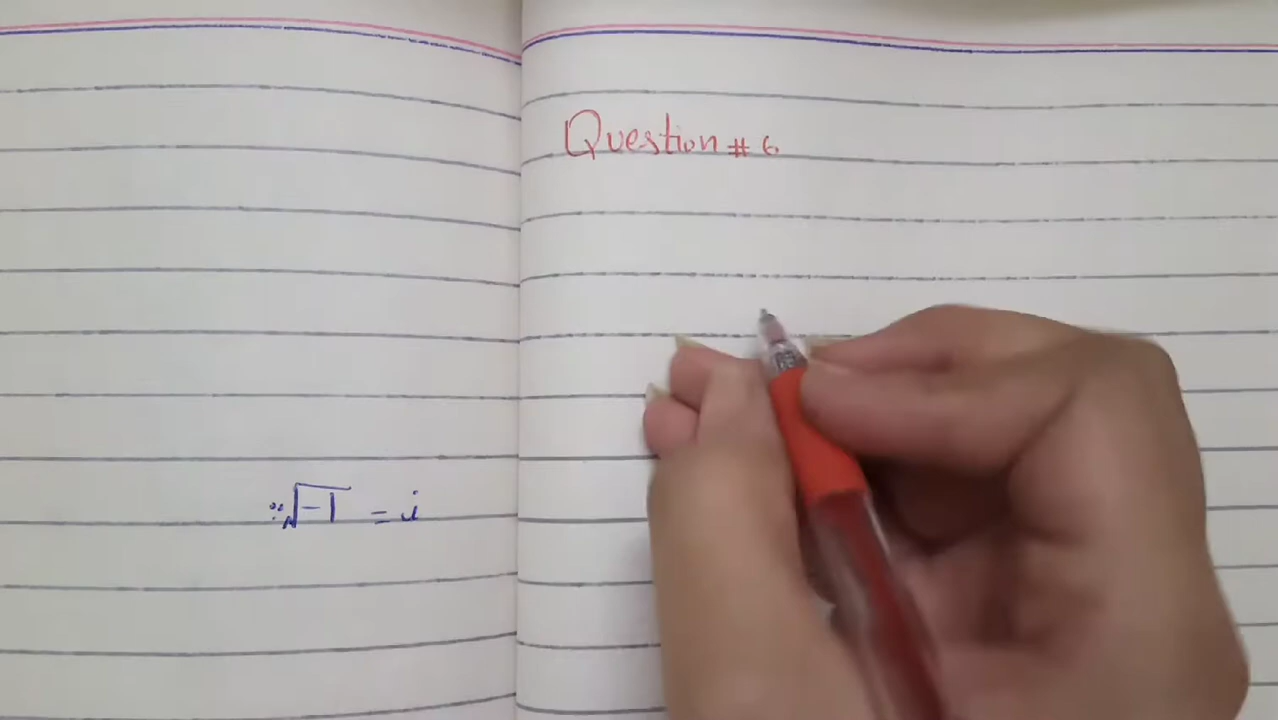 Question # 6
∵ √-1 = i